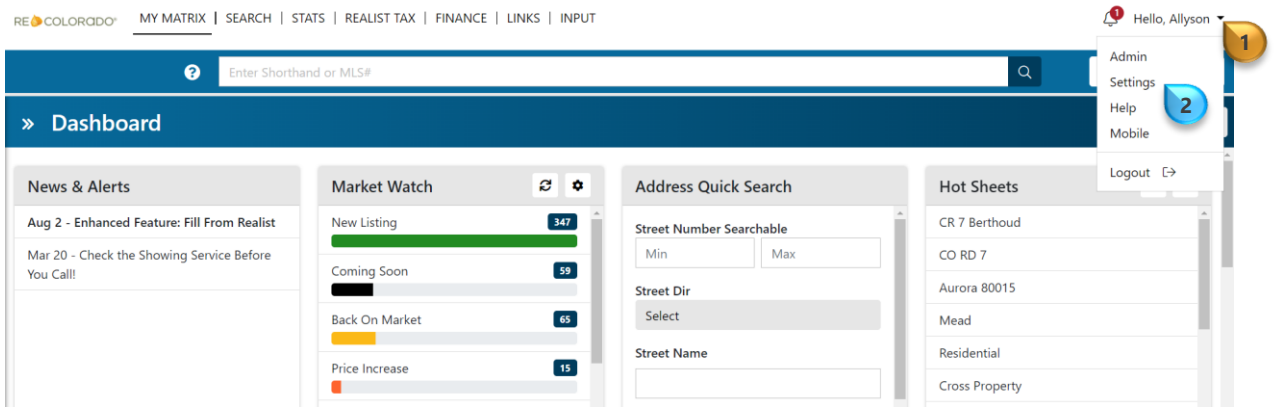 RECOLORADO® MY MATRIX | SEARCH | STATS | REALIST TAX | FINANCE | LINKS | INPUT 1 Hello, Allyson
1
Admin
Settings
Help
Mobile
Logout
2
? Enter Shorthand or MLS#
» Dashboard
News & Alerts
Aug 2 - Enhanced Feature: Fill From Realist
Mar 20 - Check the Showing Service Before
You Call!
Market Watch
New Listing 347
Coming Soon 59
Back On Market 65
Price Increase 15
Address Quick Search
Street Number Searchable
Min Max
Street Dir
Select
Street Name
Hot Sheets
CR 7 Berthoud
CO RD 7
Aurora 80015
Mead
Residential
Cross Property